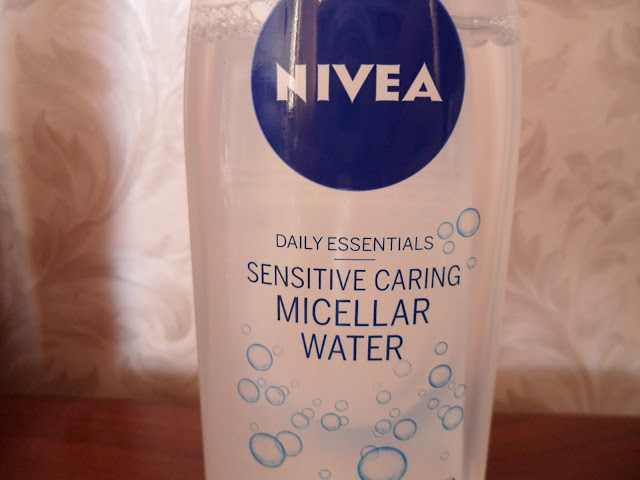 NIVEA
DAILY ESSENTIALS
SENSITIVE CARING
MICELLAR
WATER